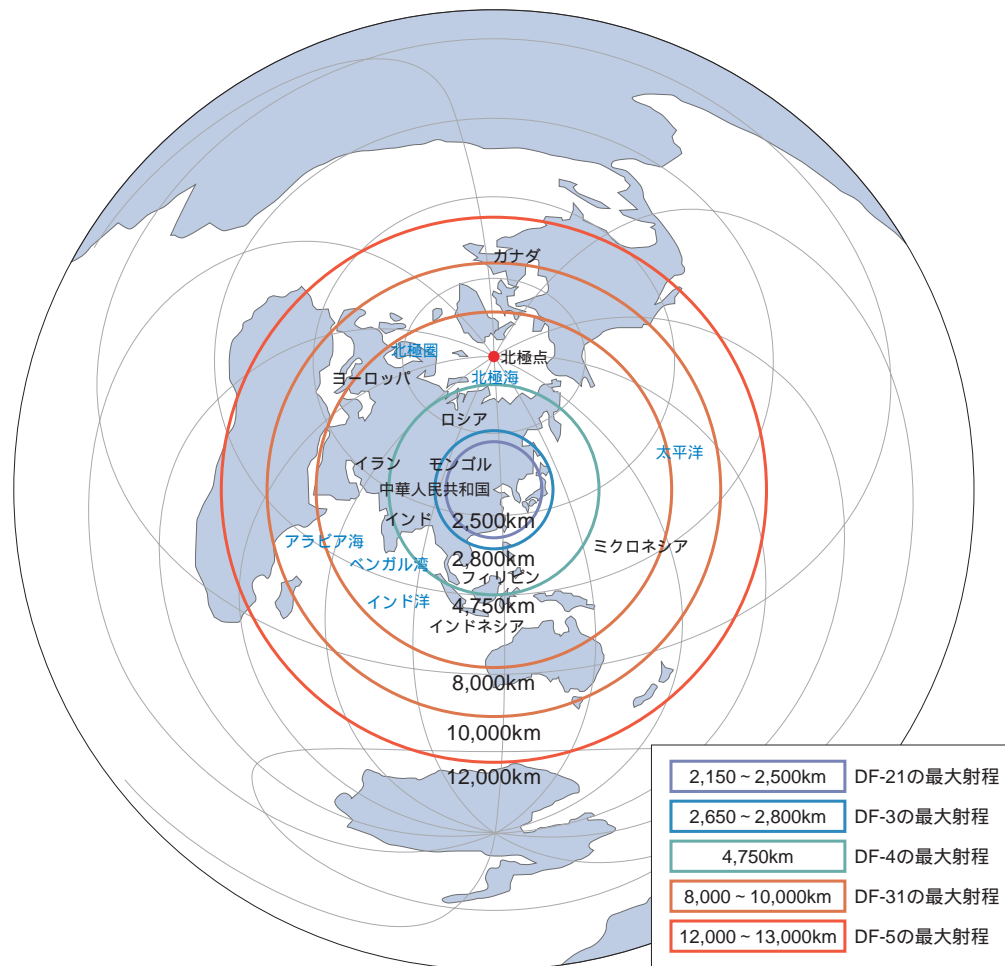 カナダ
北極圏
北極点
北極海
ヨーロッパ
ロシア
太平洋
イラン
モンゴル
中華人民共和国
インド
2,500km
アラビア海
ミクロネシア
2,800km
ベンガル湾
フィリピン
インド洋
4,750km
インドネシア
8,000km
10,000km
12,000km
2,150~2,500km DF-21の最大射程
2,650~2,800km DF-3の最大射程
4,750km DF-4の最大射程
8,000~10,000km DF-31の最大射程
12,000~13,000km DF-5の最大射程